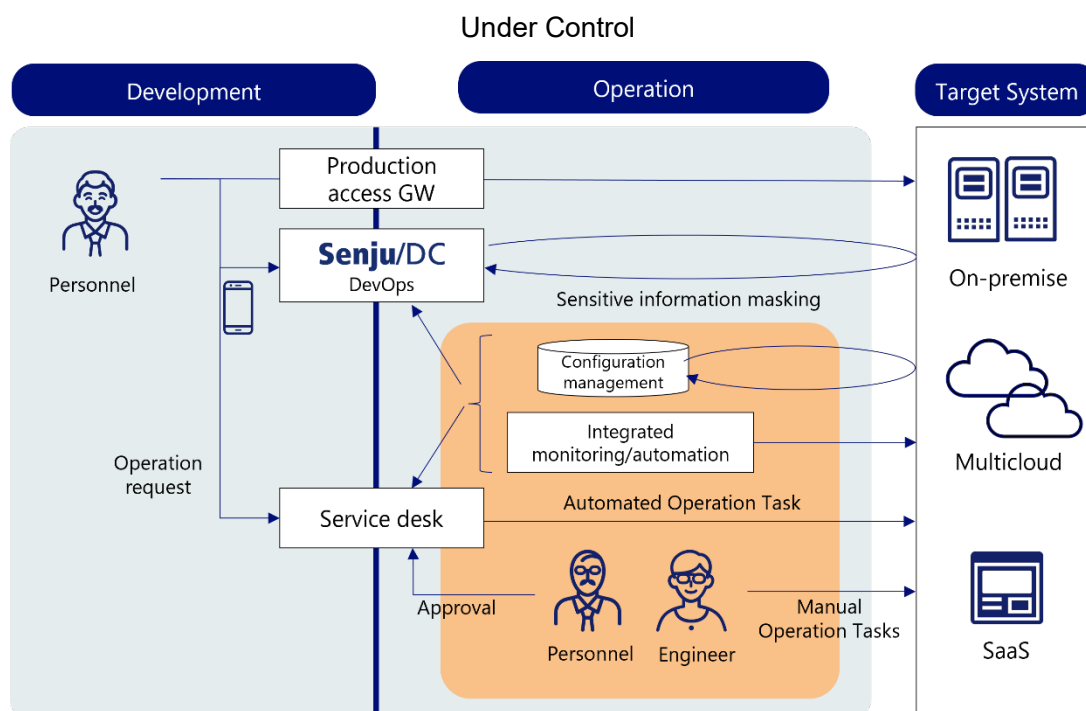 Under Control
Development
Operation
Target System
Production
access GW
Personnel
Senju/DC
DevOps
On-premise
Sensitive information masking
Configuration
management
Integrated
monitoring/automation
Multicloud
Operation
request
Service desk
Automated Operation Task
Approval
Personnel
Engineer
Manual
Operation Tasks
SaaS